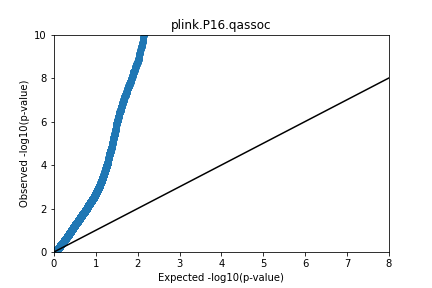 plink.P16.qassoc
Observed -log10(p-value)
10
8
6
4
2
0
0 1 2 3 4 5 6 7 8
Expected -log10(p-value)